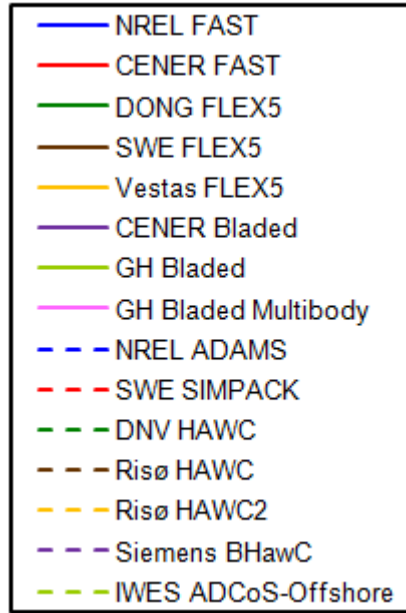 NREL FAST
CENER FAST
DONG FLEX5
SWE FLEX5
Vestas FLEX5
CENER Bladed
GH Bladed
GH Bladed Multibody
NREL ADAMS
SWE SIMPACK
DNV HAWC
Risø HAWC
Risø HAWC2
Siemens BHawC
IWES ADCoS-Offshore